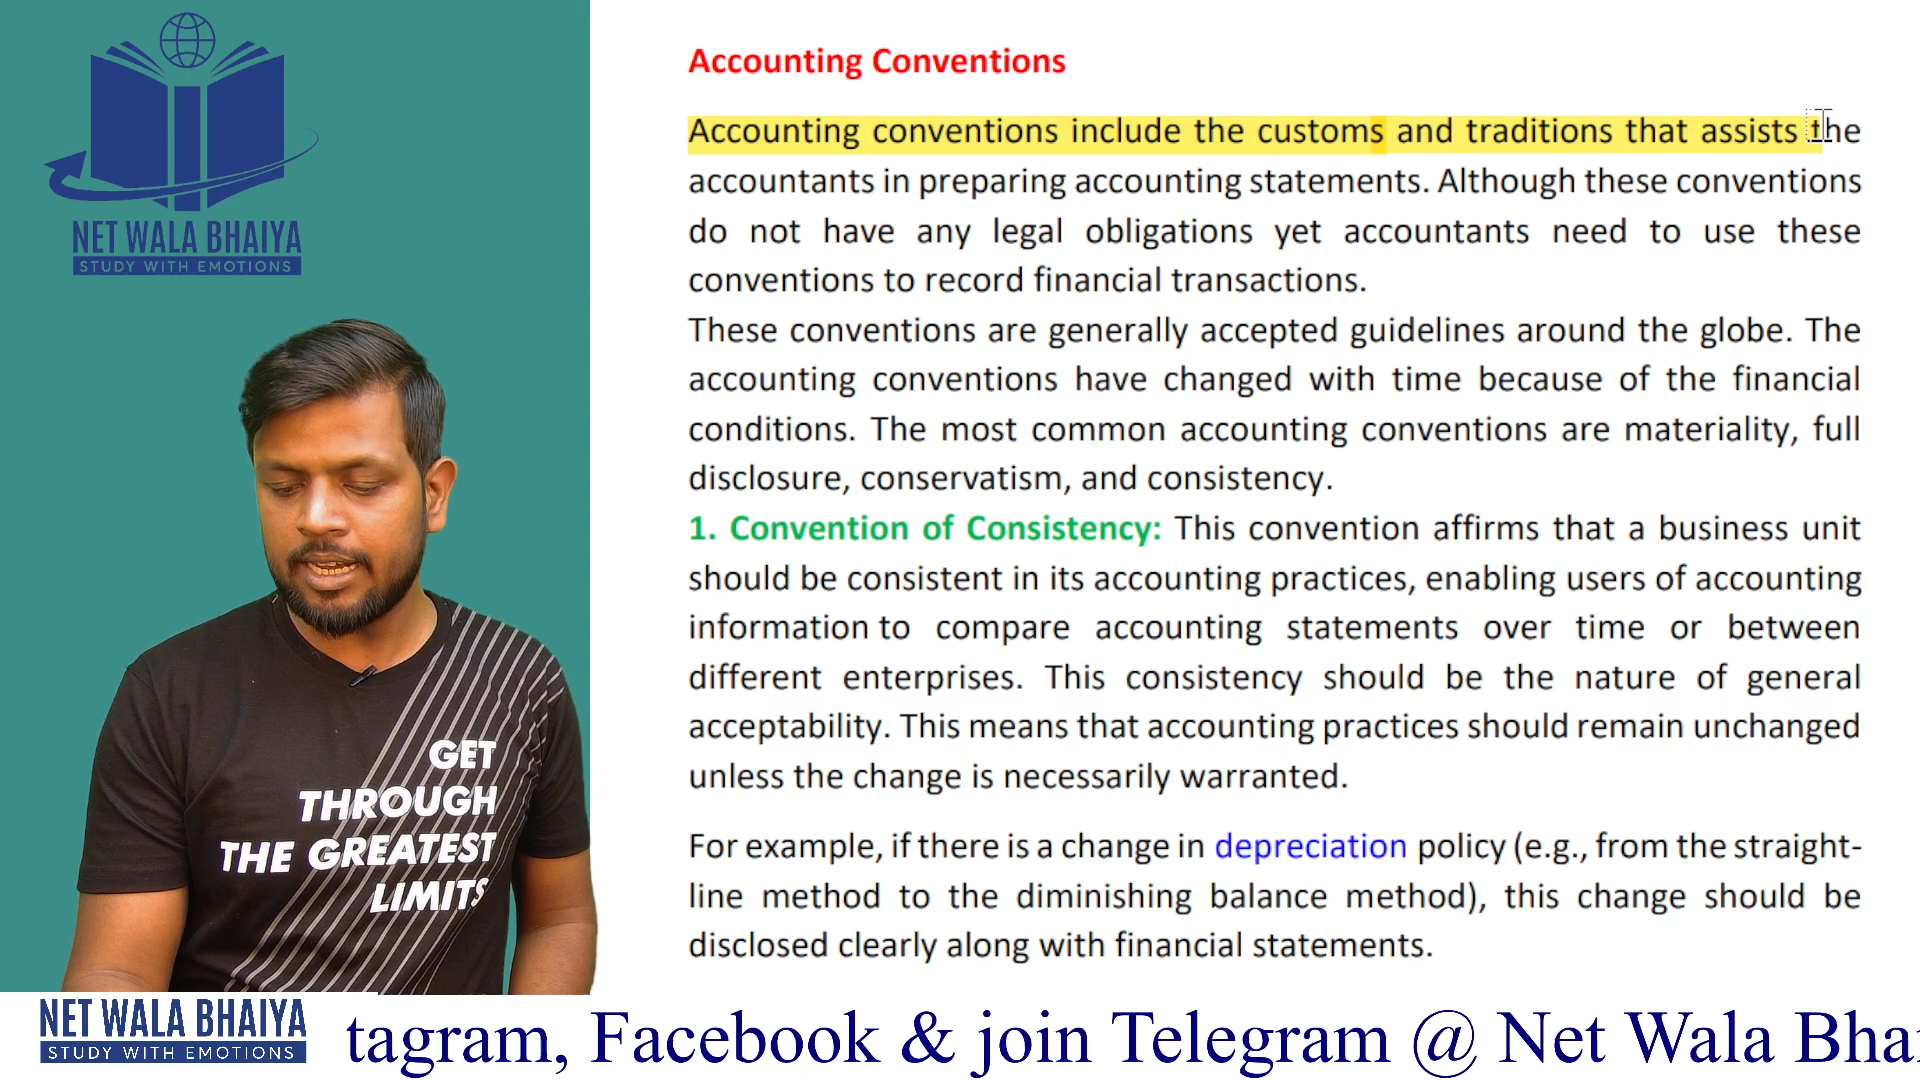 NET WALA BHAIYA
STUDY WITH EMOTIONS
GET
THROUGH
THE GREATEST
LIMITS
Accounting Conventions
Accounting conventions include the customs and traditions that assists the
accountants in preparing accounting statements. Although these conventions
do not have any legal obligations yet accountants need to use these
conventions to record financial transactions.
These conventions are generally accepted guidelines around the globe. The
accounting conventions have changed with time because of the financial
conditions. The most common accounting conventions are materiality, full
disclosure, conservatism, and consistency.
1. Convention of Consistency: This convention affirms that a business unit
should be consistent in its accounting practices, enabling users of accounting
information to compare accounting statements over time or between
different enterprises. This consistency should be the nature of general
acceptability. This means that accounting practices should remain unchanged
unless the change is necessarily warranted.
For example, if there is a change in depreciation policy (e.g., from the straight-
line method to the diminishing balance method), this change should be
disclosed clearly along with financial statements.
NET WALA BHAIYA
STUDY WITH EMOTIONS
tagram, Facebook & join Telegram @ Net Wala Bhai